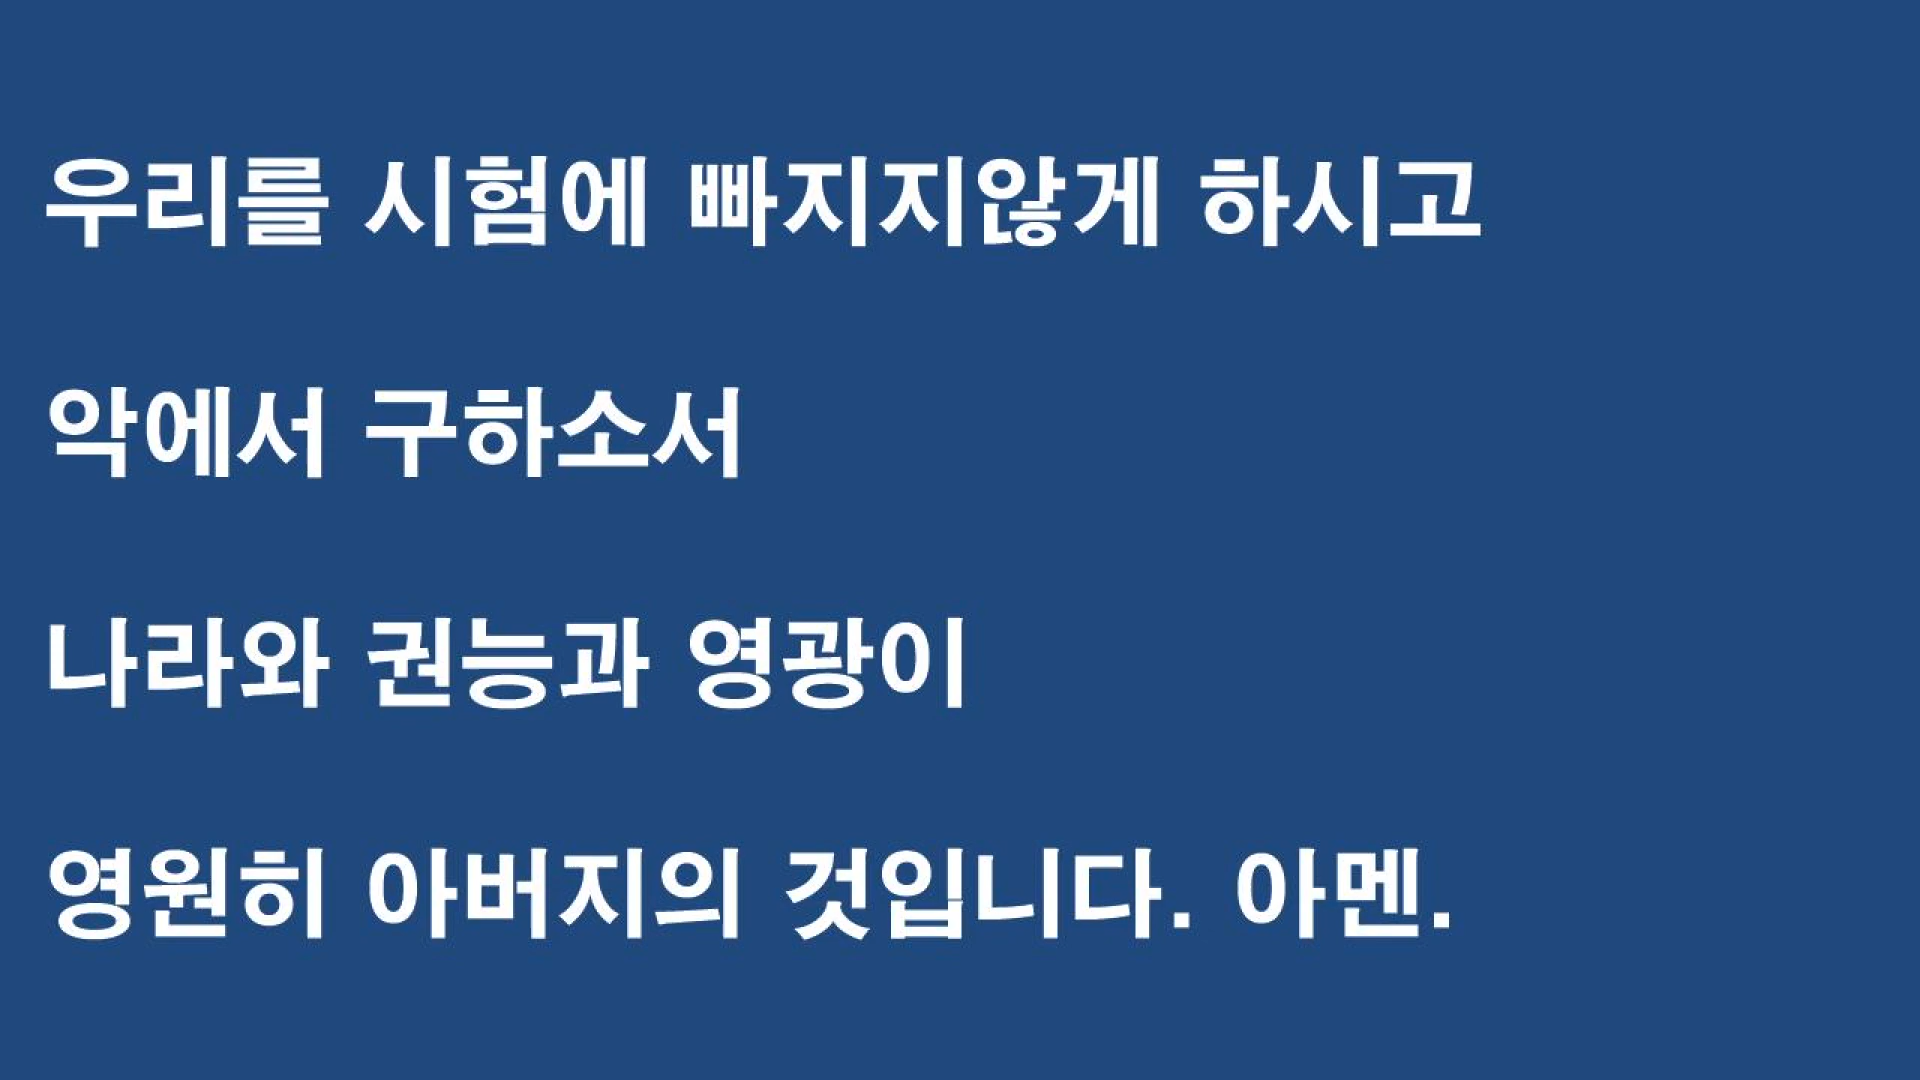 우리를 시험에 빠지지않게 하시고
악에서 구하소서
나라와 권능과 영광이
영원히 아버지의 것입니다. 아멘.